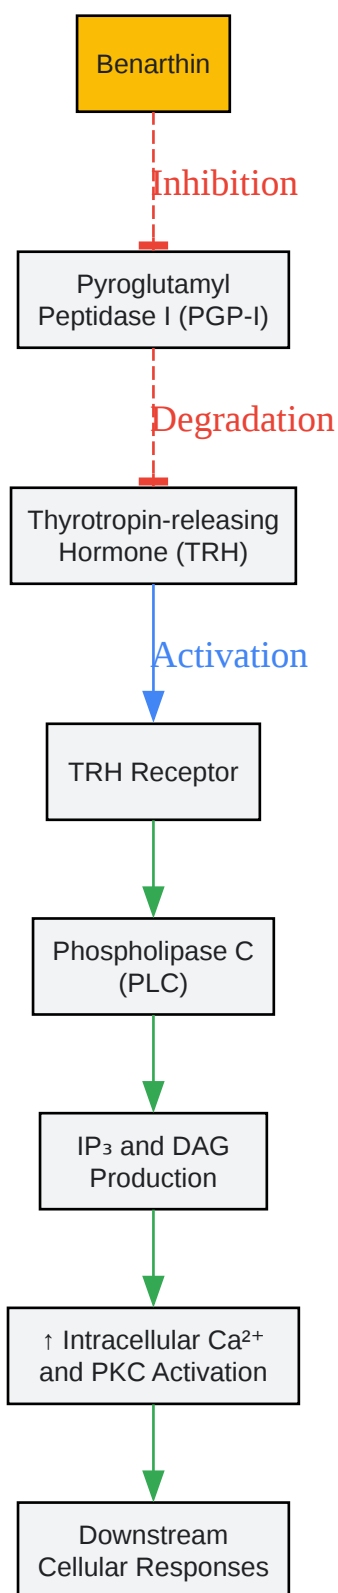 Benarthin
Inhibition
Pyroglutamyl
Peptidase I (PGP-I)
Degradation
Thyrotropin-releasing
Hormone (TRH)
Activation
TRH Receptor
Phospholipase C
(PLC)
IP₃ and DAG
Production
↑ Intracellular Ca²⁺
and PKC Activation
Downstream
Cellular Responses